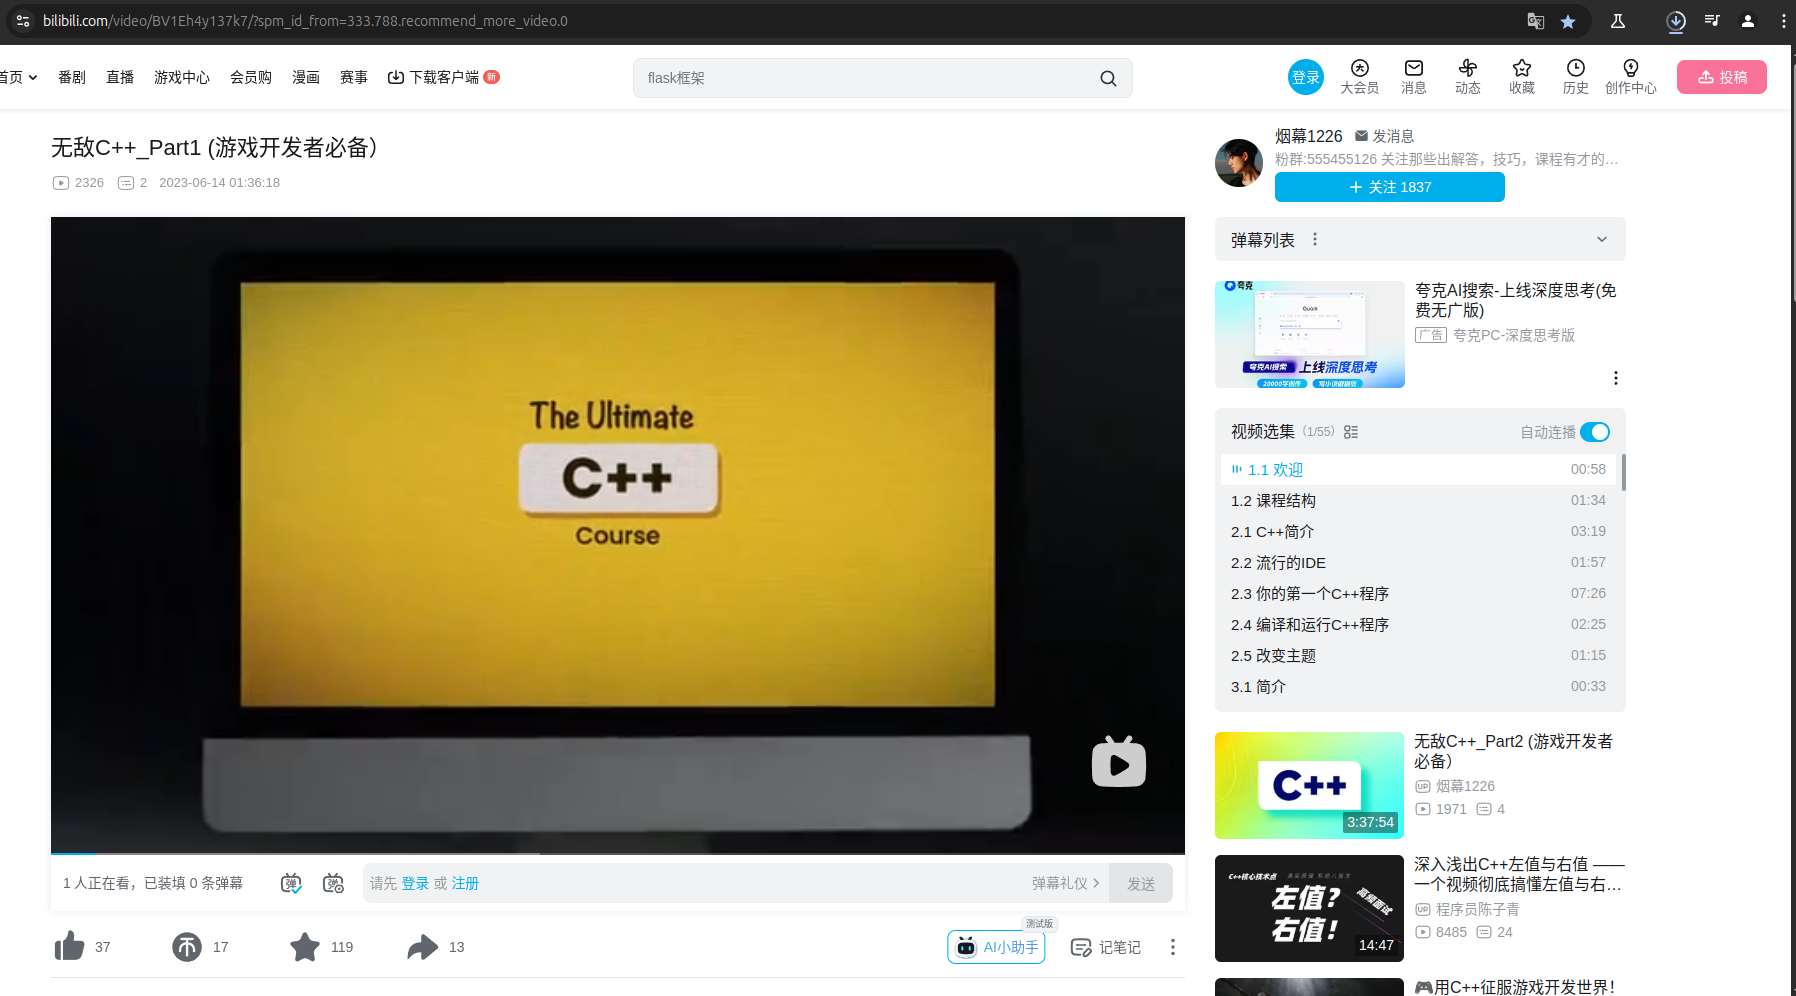 bilibili.com/video/BV1Eh4y137k7/?spm_id_from=333.788.recommend_more_video.0
首页 番剧 直播 游戏中心 会员购 漫画 赛事 下载客户端 新
flask框架
登录 大会员 消息 动态 收藏 历史 创作中心 投稿
无敌C++_Part1 (游戏开发者必备）
2326 2 2023-06-14 01:36:18
The Ultimate
C++
Course
1 人正在看，已装填 0 条弹幕
弹 弹
请先 登录 或 注册
弹幕礼仪
发送
37 17 119 13
测试版
AI小助手
记笔记
烟幕1226 发消息
粉群:555455126 关注那些出解答，技巧，课程有才的…
+ 关注 1837
弹幕列表
夸克
Quark
夸克AI搜索 上线深度思考
20000字创作
夸克AI搜索-上线深度思考(免
费无广版)
广告 夸克PC-深度思考版
视频选集 （1/55） 自动连播
1.1 欢迎 00:58
1.2 课程结构 01:34
2.1 C++简介 03:19
2.2 流行的IDE 01:57
2.3 你的第一个C++程序 07:26
2.4 编译和运行C++程序 02:25
2.5 改变主题 01:15
3.1 简介 00:33
C++
3:37:54
无敌C++_Part2 (游戏开发者
必备）
UP 烟幕1226
1971 4
C++核心技术点
左值?
右值!
高频面试
14:47
深入浅出C++左值与右值 ——
一个视频彻底搞懂左值与右…
UP 程序员陈子青
8485 24
🎮用C++征服游戏开发世界！